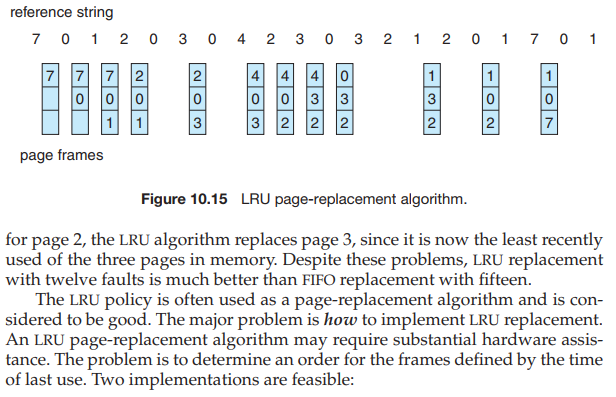 reference string
7 0 1 2 0 3 0 4 2 3 0 3 2 1 2 0 1 7 0 1
7 7 7 2 2 4 4 4 0 1 1 1
0 0 0 0 0 0 3 3 3 0 0
1 1 3 3 2 2 2 2 2 7
page frames
Figure 10.15 LRU page-replacement algorithm.
for page 2, the LRU algorithm replaces page 3, since it is now the least recently
used of the three pages in memory. Despite these problems, LRU replacement
with twelve faults is much better than FIFO replacement with fifteen.
The LRU policy is often used as a page-replacement algorithm and is con-
sidered to be good. The major problem is how to implement LRU replacement.
An LRU page-replacement algorithm may require substantial hardware assis-
tance. The problem is to determine an order for the frames defined by the time
of last use. Two implementations are feasible: